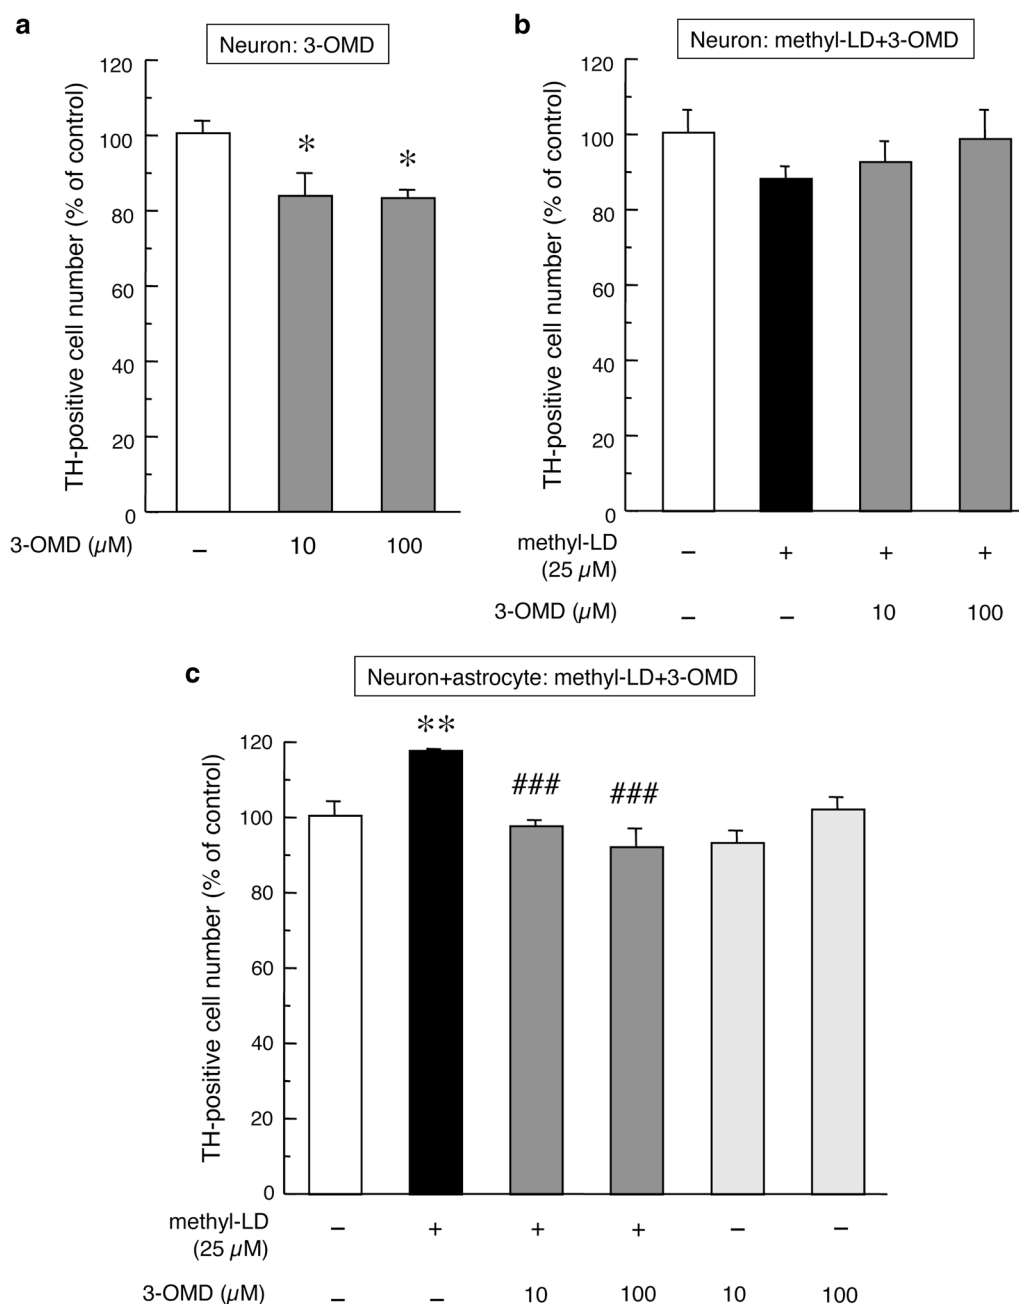 a
Neuron: 3-OMD
TH-positive cell number (% of control)
120
100
80
60
40
20
0
*
*
3-OMD (μM)
–
10
100
b
Neuron: methyl-LD+3-OMD
TH-positive cell number (% of control)
120
100
80
60
40
20
0
methyl-LD
(25 μM)
– + + +
3-OMD (μM)
– – 10 100
c
Neuron+astrocyte: methyl-LD+3-OMD
TH-positive cell number (% of control)
120
100
80
60
40
20
0
**
###
###
methyl-LD
(25 μM)
– + + + – –
3-OMD (μM)
– – 10 100 10 100